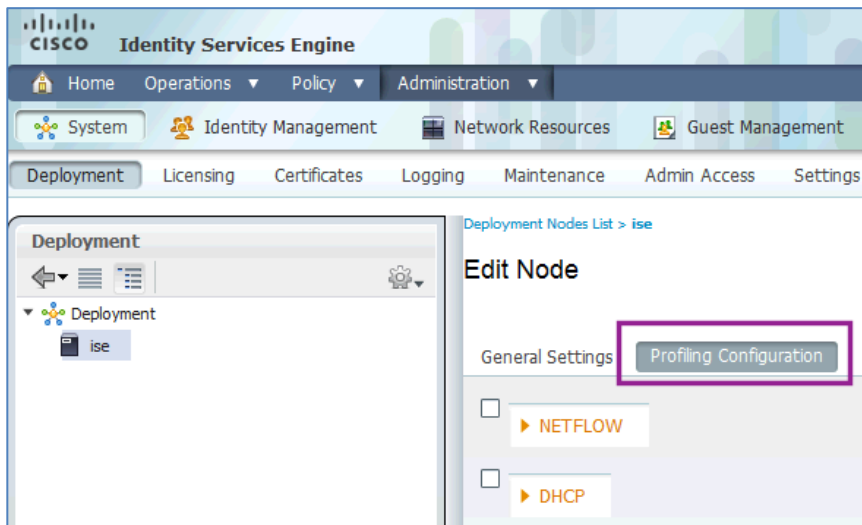 CISCO Identity Services Engine
Home Operations Policy Administration
System Identity Management Network Resources Guest Management
Deployment Licensing Certificates Logging Maintenance Admin Access Settings
Deployment
Deployment
ise
Deployment Nodes List > ise
Edit Node
General Settings Profiling Configuration
NETFLOW
DHCP